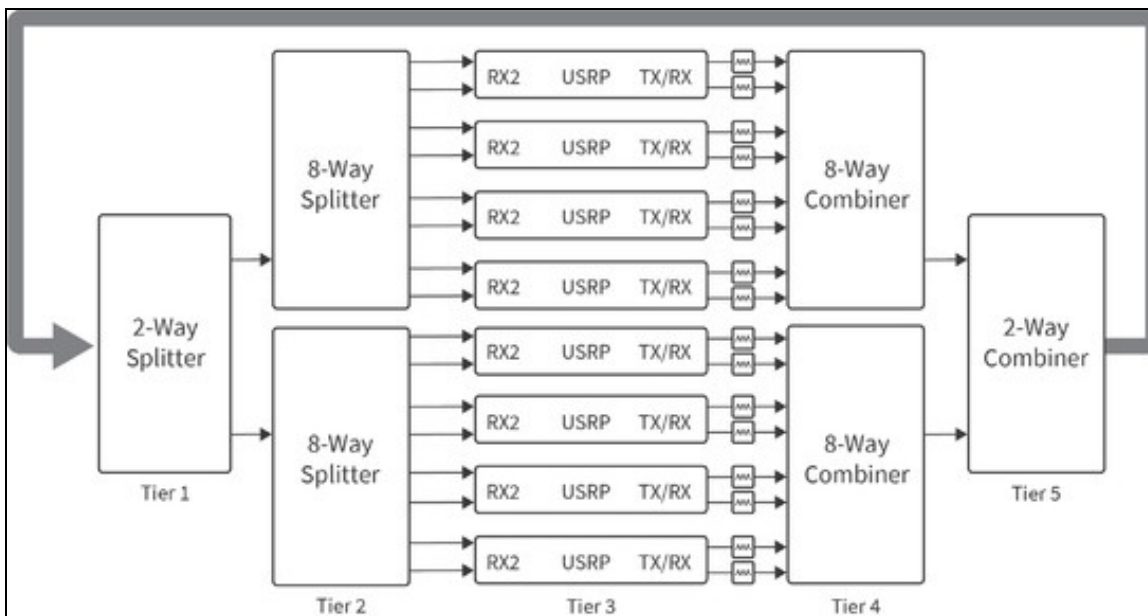 2-Way
Splitter
Tier 1
8-Way
Splitter
8-Way
Splitter
Tier 2
RX2 USRP TX/RX
RX2 USRP TX/RX
RX2 USRP TX/RX
RX2 USRP TX/RX
RX2 USRP TX/RX
RX2 USRP TX/RX
RX2 USRP TX/RX
RX2 USRP TX/RX
Tier 3
8-Way
Combiner
8-Way
Combiner
Tier 4
2-Way
Combiner
Tier 5